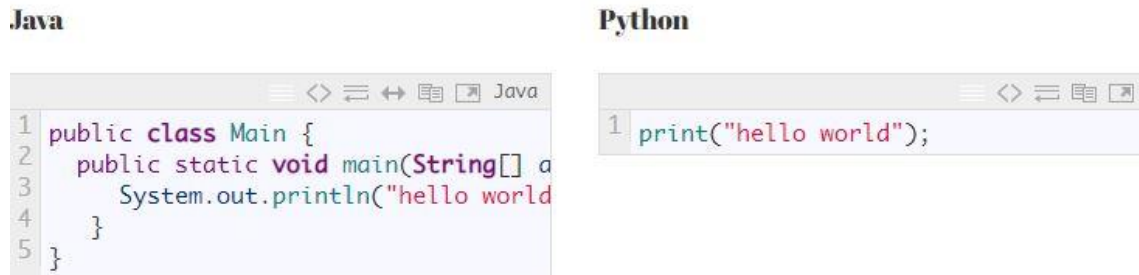 Java
Java
1 public class Main {
2 public static void main(String[] a
3 System.out.println("hello world
4 }
5 }
Python
1 print("hello world");